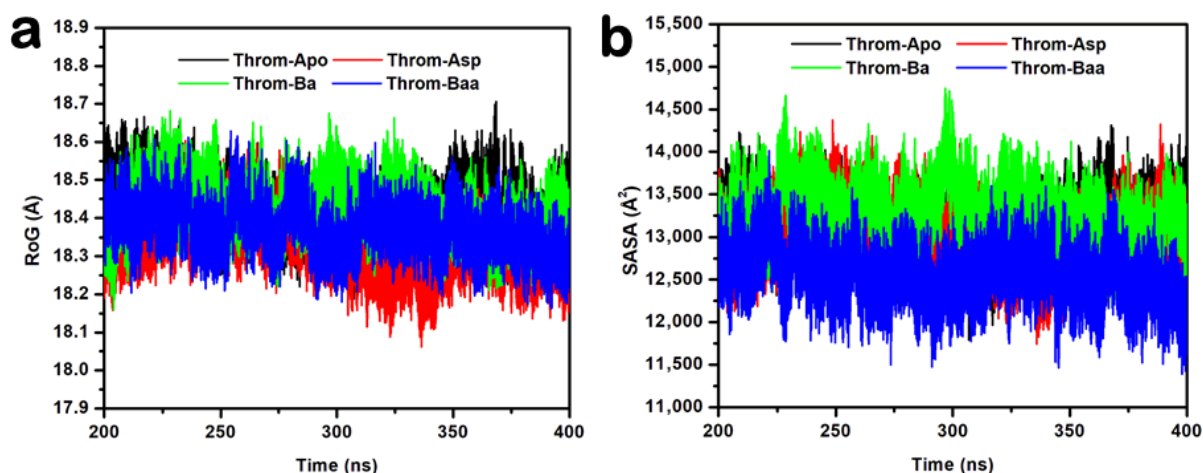 a
18.9
18.8
18.7
18.6
18.5
18.4
18.3
18.2
18.1
18.0
17.9
RoG (Å)
Throm-Apo Throm-Asp
Throm-Ba Throm-Baa
200 250 300 350 400
Time (ns)
b
15,500
15,000
14,500
14,000
13,500
13,000
12,500
12,000
11,500
11,000
SASA (Å²)
Throm-Apo Throm-Asp
Throm-Ba Throm-Baa
200 250 300 350 400
Time (ns)